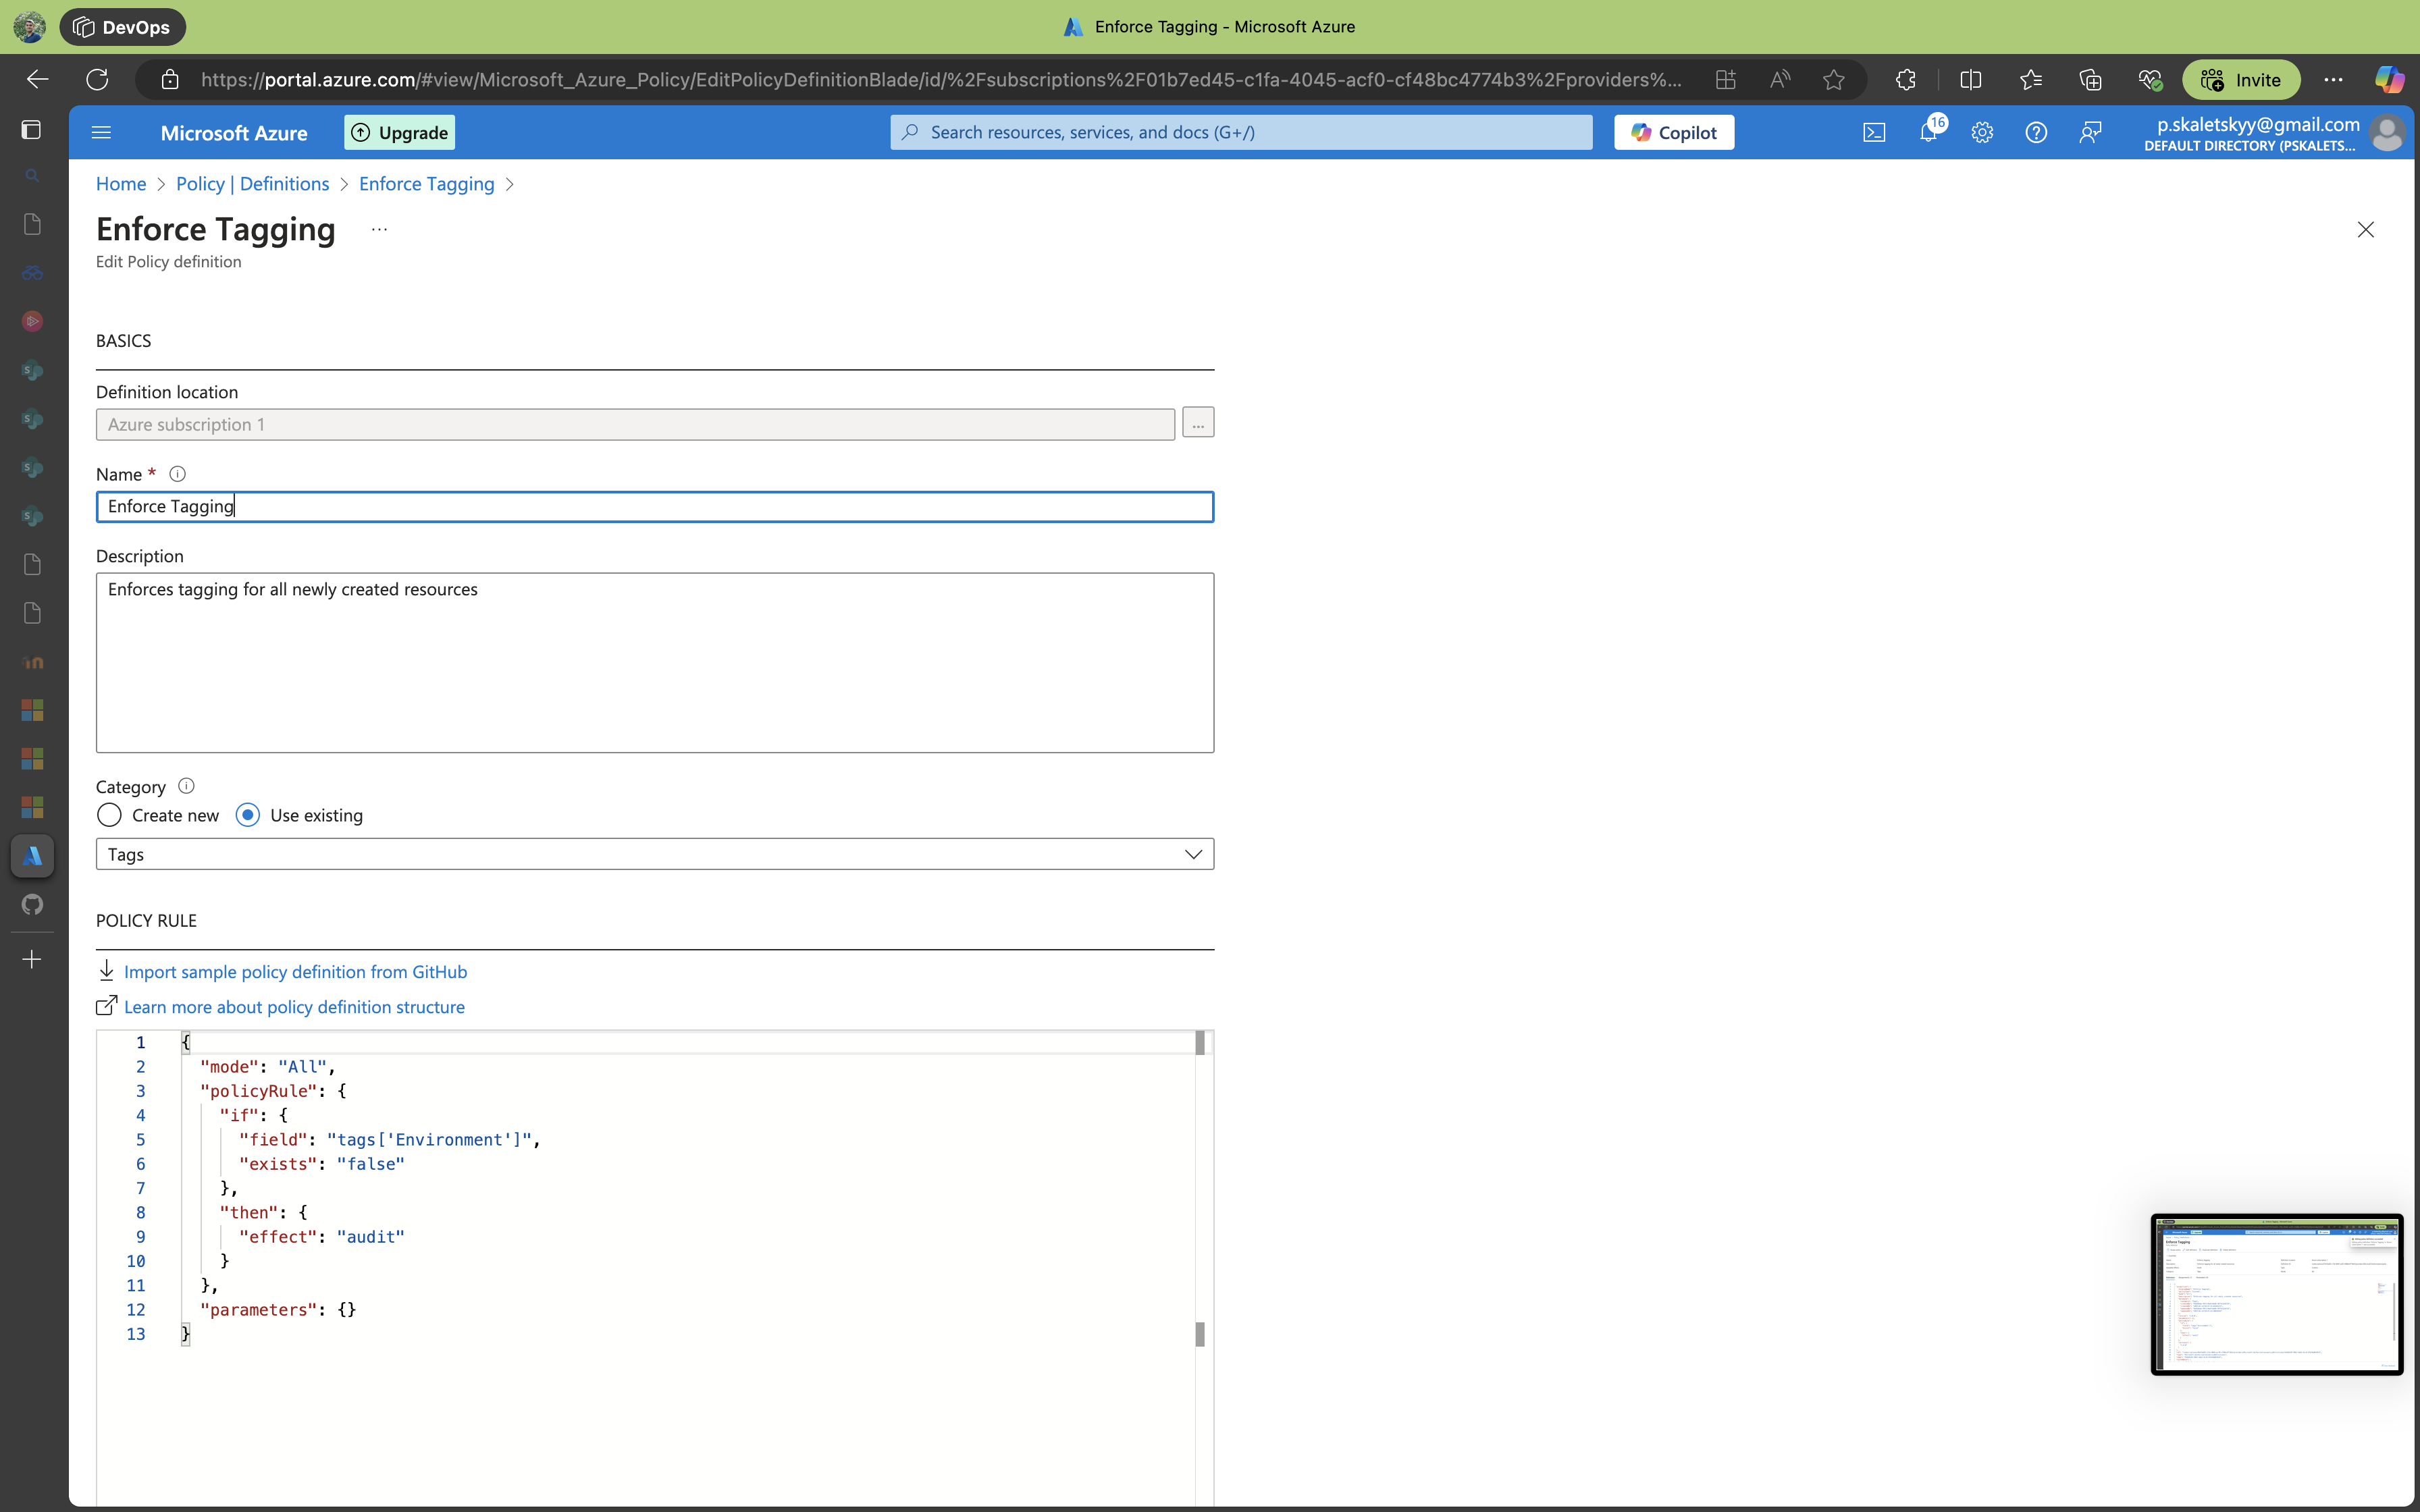 DevOps
Enforce Tagging - Microsoft Azure
https://portal.azure.com/#view/Microsoft_Azure_Policy/EditPolicyDefinitionBlade/id/%2Fsubscriptions%2F01b7ed45-c1fa-4045-acf0-cf48bc4774b3%2Fproviders%...
Invite
Microsoft Azure
Upgrade
Search resources, services, and docs (G+/)
Copilot
16
p.skaletskyy@gmail.com
DEFAULT DIRECTORY (PSKALETS...
Home > Policy | Definitions > Enforce Tagging >
Enforce Tagging ...
Edit Policy definition
BASICS
Definition location
Azure subscription 1
...
Name *
Enforce Tagging
Description
Enforces tagging for all newly created resources
Category
Create new
Use existing
Tags
POLICY RULE
Import sample policy definition from GitHub
Learn more about policy definition structure
1 {
2 "mode": "All",
3 "policyRule": {
4 "if": {
5 "field": "tags['Environment']",
6 "exists": "false"
7 },
8 "then": {
9 "effect": "audit"
10 }
11 },
12 "parameters": {}
13 }